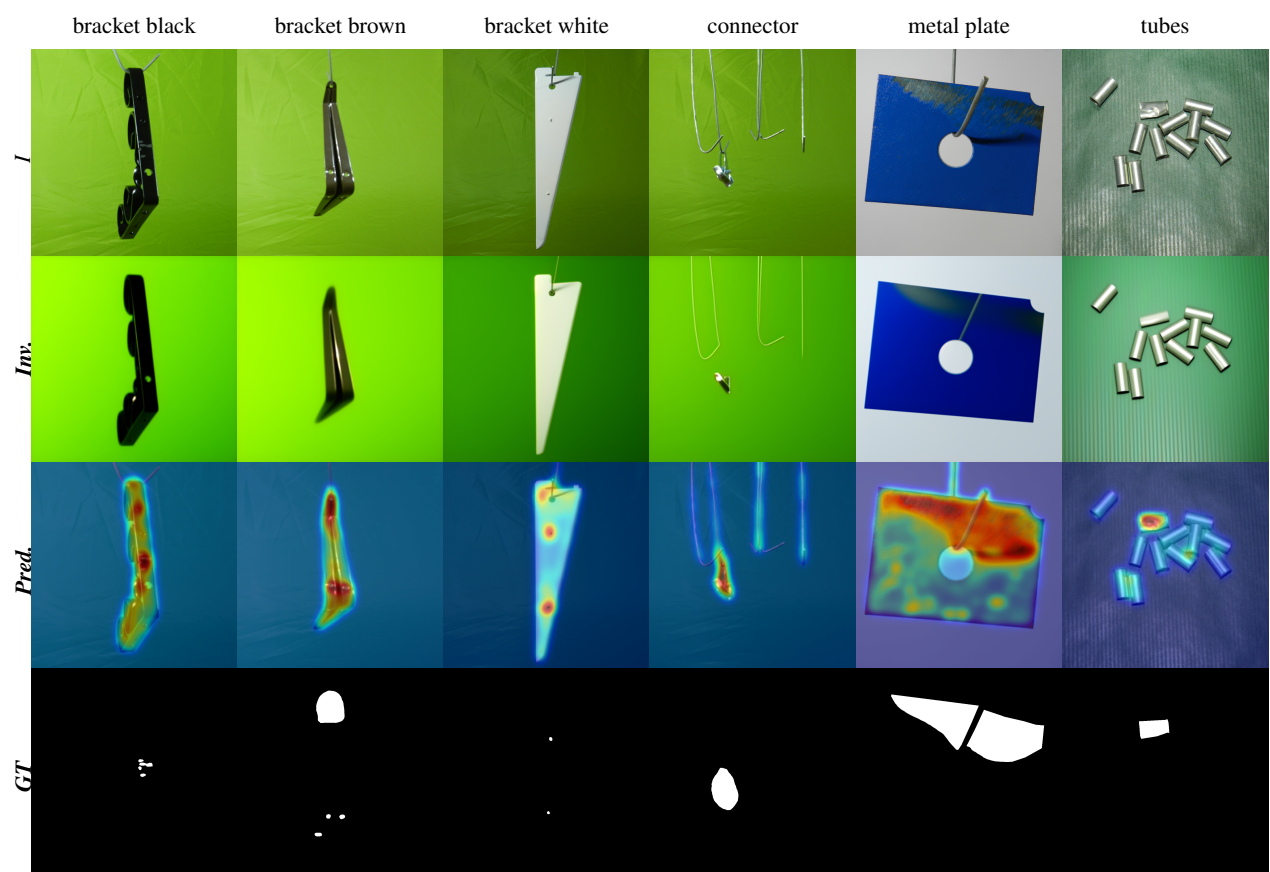 bracket black bracket brown bracket white connector metal plate tubes
I
Inv.
Pred.
GT